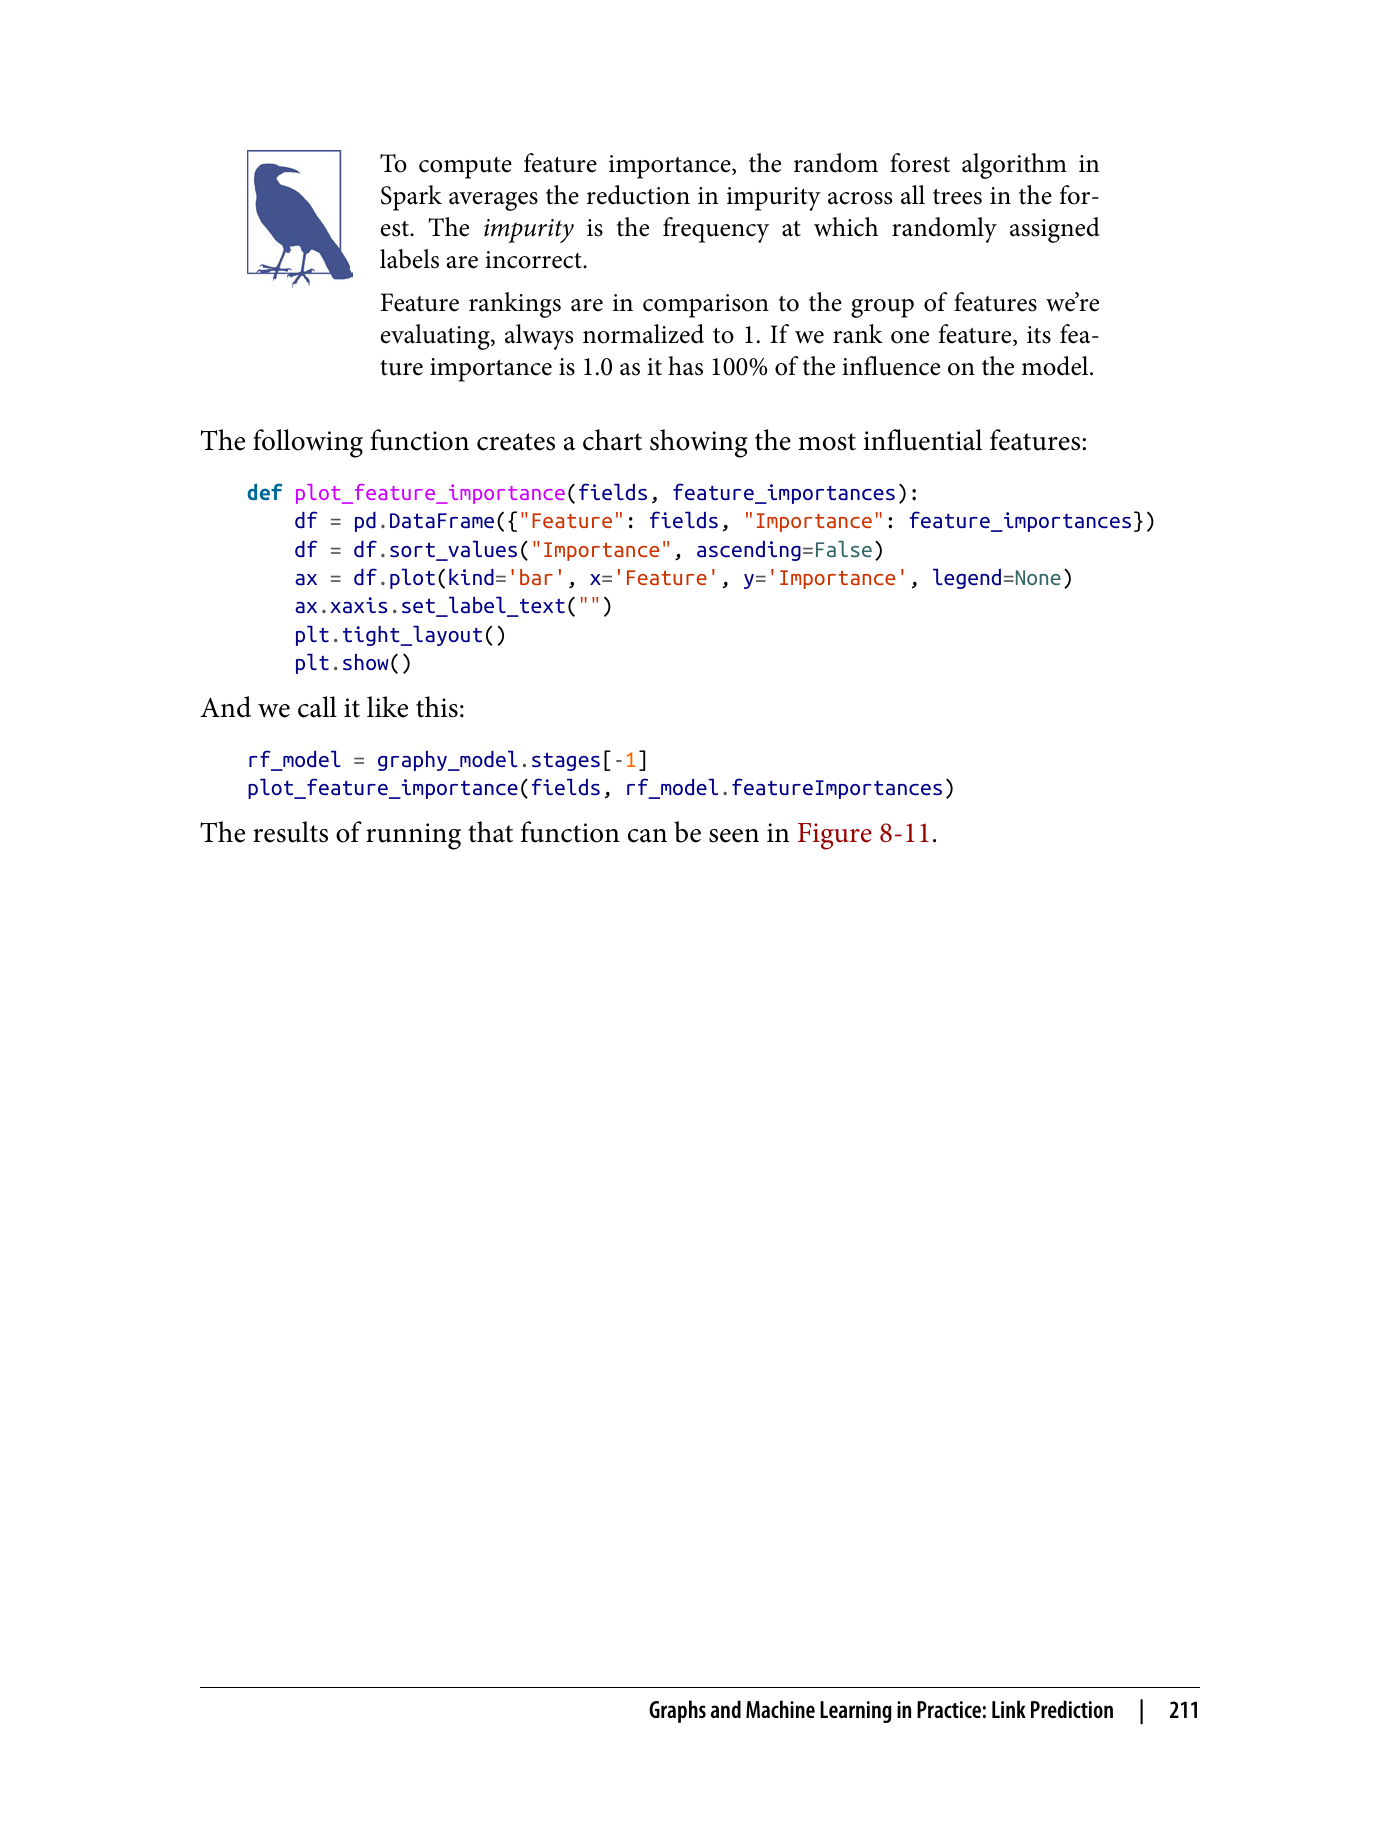 To compute feature importance, the random forest algorithm in
Spark averages the reduction in impurity across all trees in the for-
est. The impurity is the frequency at which randomly assigned
labels are incorrect.
Feature rankings are in comparison to the group of features we’re
evaluating, always normalized to 1. If we rank one feature, its fea-
ture importance is 1.0 as it has 100% of the influence on the model.
The following function creates a chart showing the most influential features:
def plot_feature_importance(fields, feature_importances):
    df = pd.DataFrame({"Feature": fields, "Importance": feature_importances})
    df = df.sort_values("Importance", ascending=False)
    ax = df.plot(kind='bar', x='Feature', y='Importance', legend=None)
    ax.xaxis.set_label_text("")
    plt.tight_layout()
    plt.show()
And we call it like this:
rf_model = graphy_model.stages[-1]
plot_feature_importance(fields, rf_model.featureImportances)
The results of running that function can be seen in Figure 8-11.
Graphs and Machine Learning in Practice: Link Prediction | 211